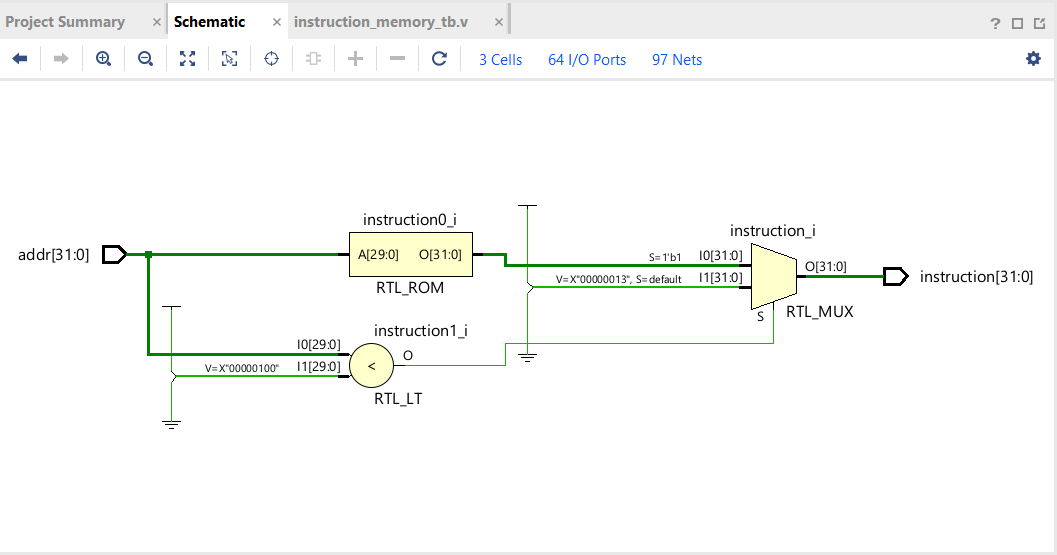 Project Summary × Schematic × instruction_memory_tb.v ×
?
3 Cells 64 I/O Ports 97 Nets
instruction0_i
addr[31:0]
A[29:0] O[31:0]
RTL_ROM
instruction_i
S=1'b1 I0[31:0]
V=X"00000013", S=default I1[31:0]
O[31:0]
instruction[31:0]
S
RTL_MUX
instruction1_i
I0[29:0]
V=X"00000100" I1[29:0]
<
O
RTL_LT